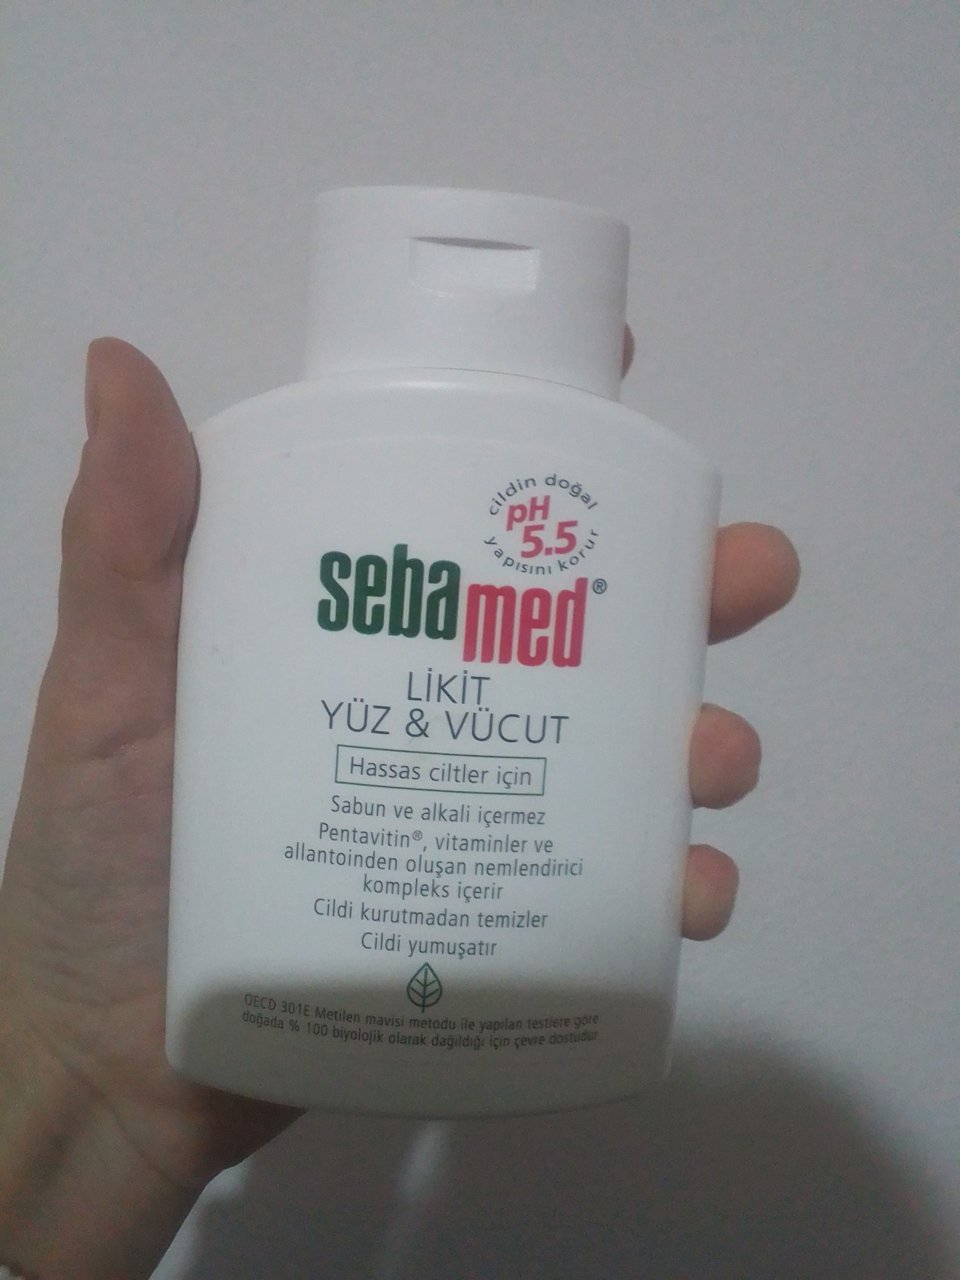 cildin doğal
pH
5.5
yapısını korur
sebamed®
LİKİT
YÜZ & VÜCUT
Hassas ciltler için
Sabun ve alkali içermez
Pentavitin®, vitaminler ve
allantoinden oluşan nemlendirici
kompleks içerir
Cildi kurutmadan temizler
Cildi yumuşatır
OECD 301E Metilen mavisi metodu ile yapılan testlere göre
doğada % 100 biyolojik olarak dağıldığı için çevre dostudur